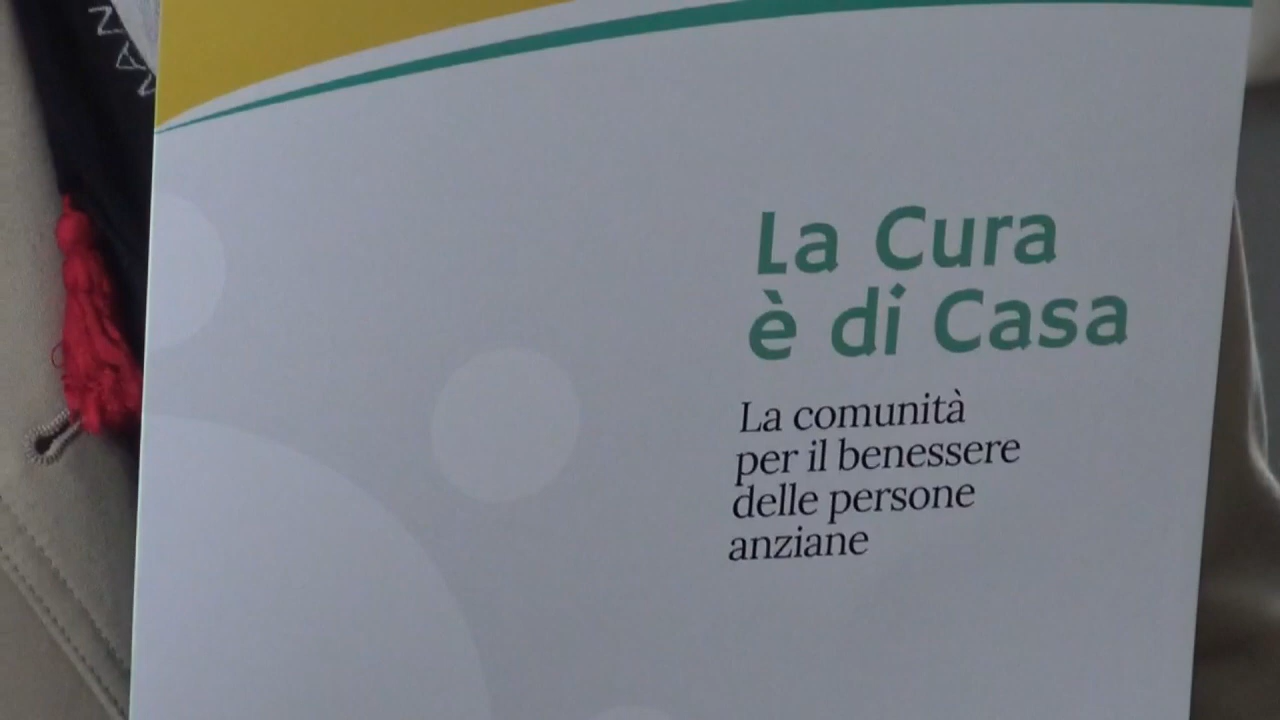 La Cura
è di Casa
La comunità
per il benessere
delle persone
anziane